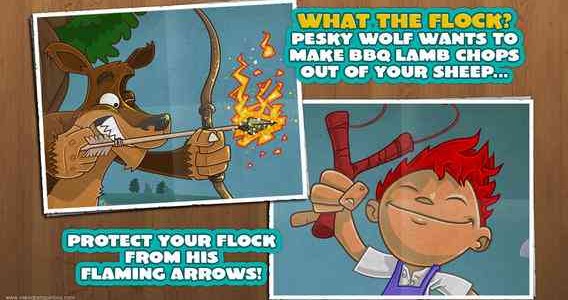 WHAT THE FLOCK?
PESKY WOLF WANTS TO
MAKE BBQ LAMB CHOPS
OUT OF YOUR SHEEP...
PROTECT YOUR FLOCK
FROM HIS
FLAMING ARROWS!